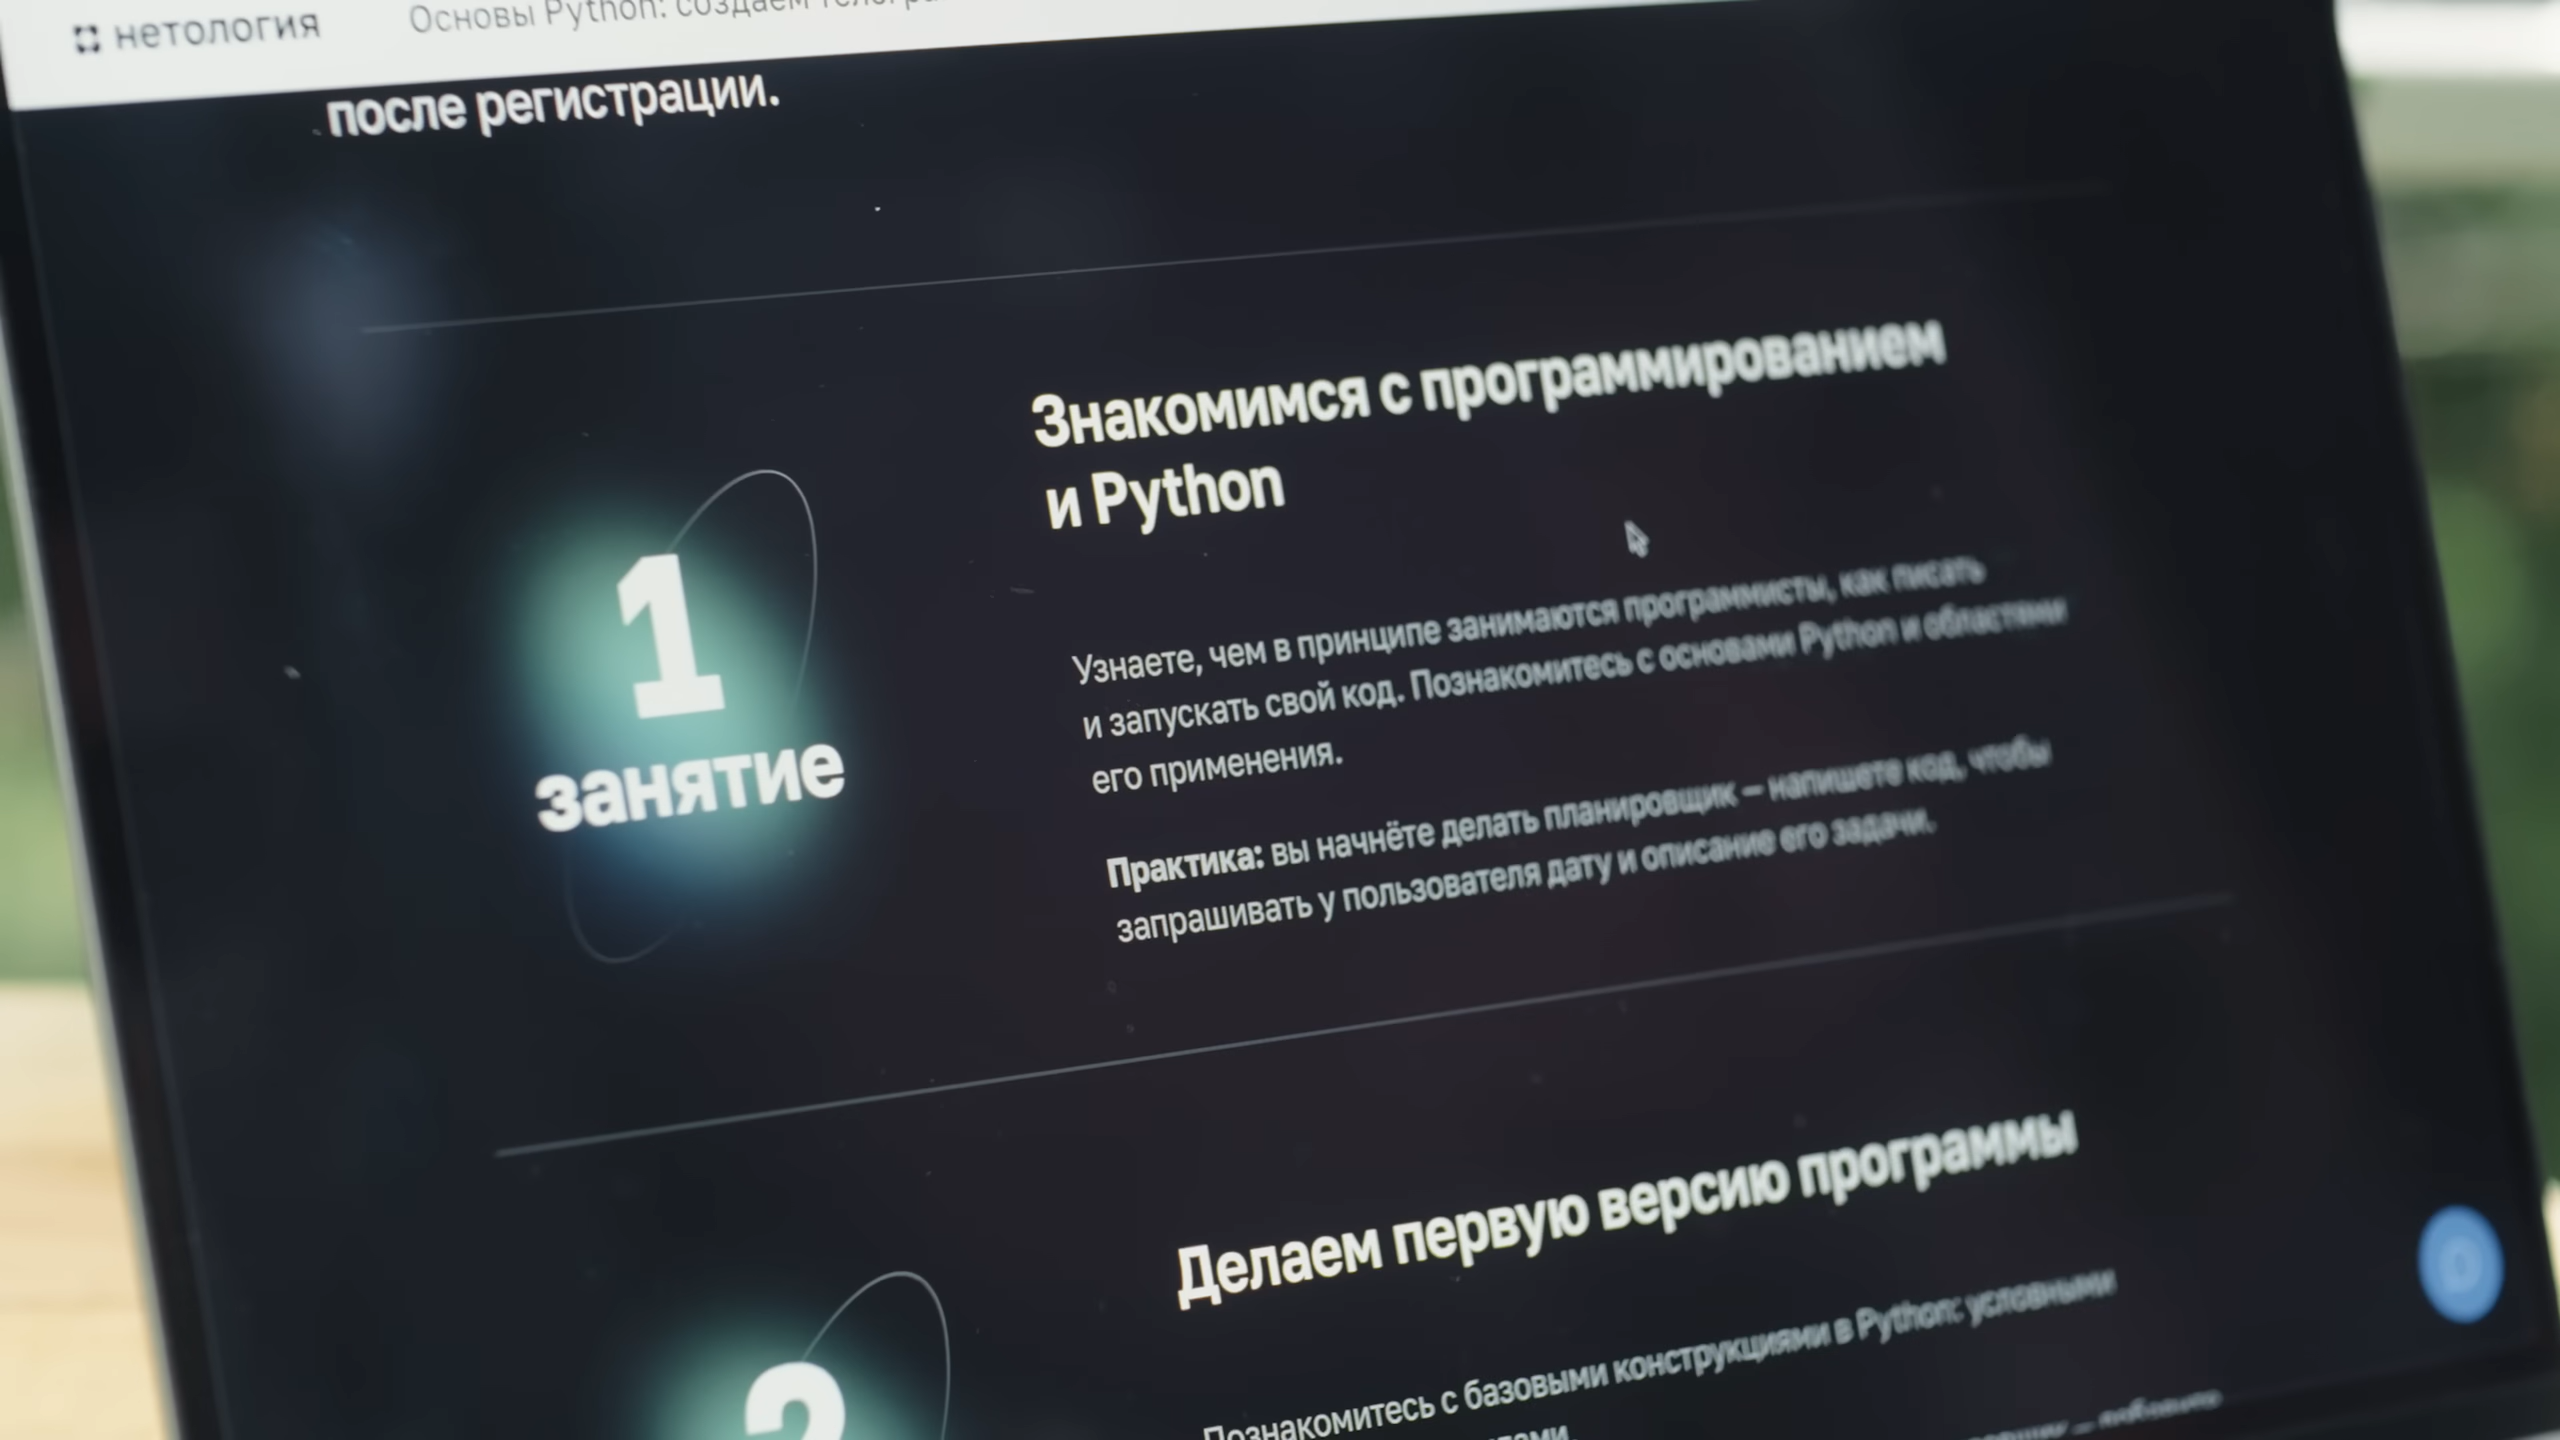 нетология
Основы Python: создаем
после регистрации.
1
занятие
Знакомимся с программированием
и Python
Узнаете, чем в принципе занимаются программисты, как писать
и запускать свой код. Познакомитесь с основами Python и областями
его применения.
Практика: вы начнёте делать планировщик – напишете код, чтобы
запрашивать у пользователя дату и описание его задачи.
2
Делаем первую версию программы
Познакомитесь с базовыми конструкциями в Python: условными